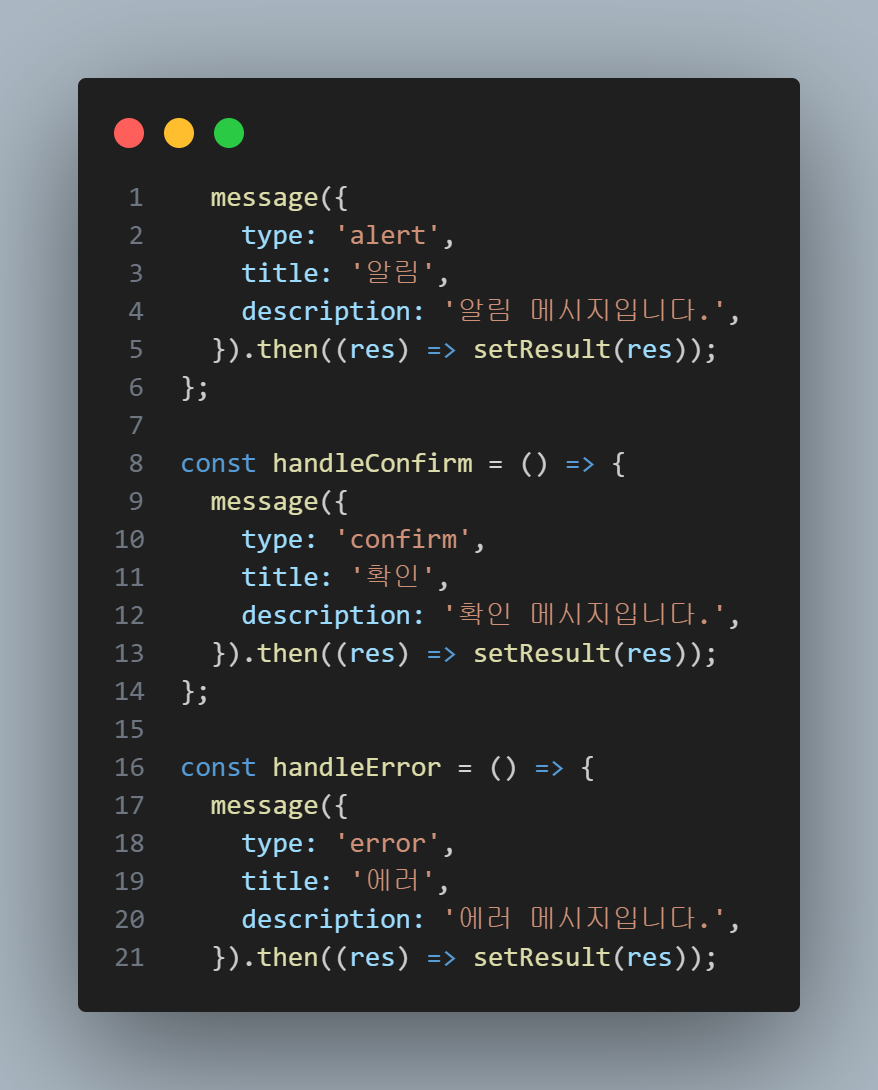 1    message({
2      type: 'alert',
3      title: '알림',
4      description: '알림 메시지입니다.',
5    }).then((res) => setResult(res));
6  };
7
8  const handleConfirm = () => {
9    message({
10      type: 'confirm',
11      title: '확인',
12      description: '확인 메시지입니다.',
13    }).then((res) => setResult(res));
14  };
15
16  const handleError = () => {
17    message({
18      type: 'error',
19      title: '에러',
20      description: '에러 메시지입니다.',
21    }).then((res) => setResult(res));